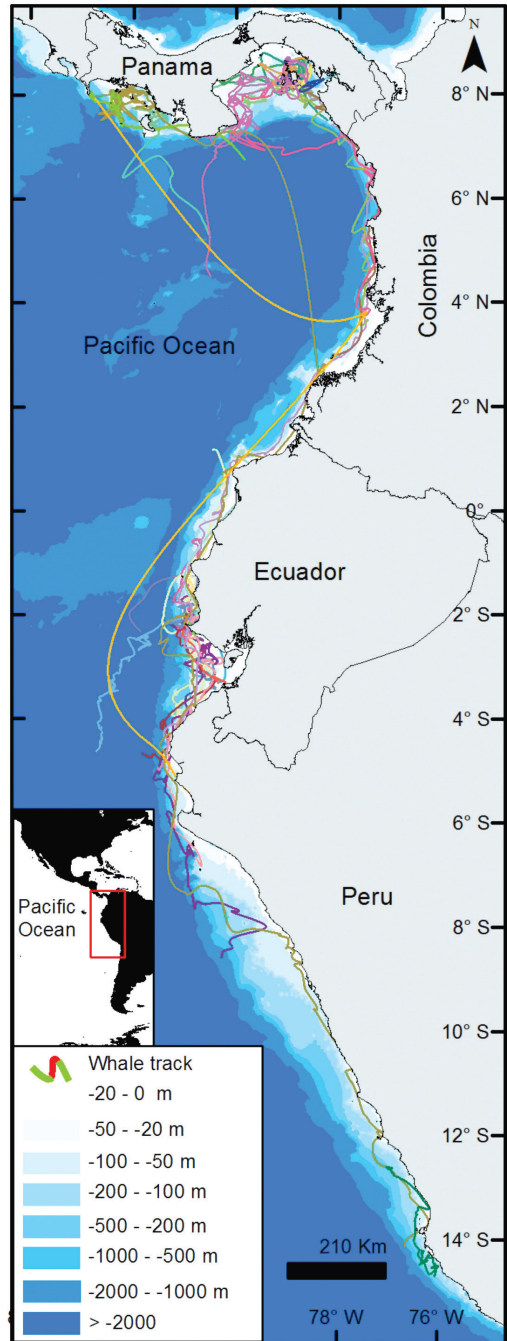 N
Panama
8° N
6° N
Colombia
4° N
Pacific Ocean
2° N
0°
Ecuador
2° S
4° S
6° S
Pacific
Ocean
Peru
8° S
10° S
Whale track
-20 - 0 m
-50 - -20 m
12° S
-100 - -50 m
-200 - -100 m
-500 - -200 m
14° S
-1000 - -500 m
210 Km
-2000 - -1000 m
> -2000
78° W
76° W